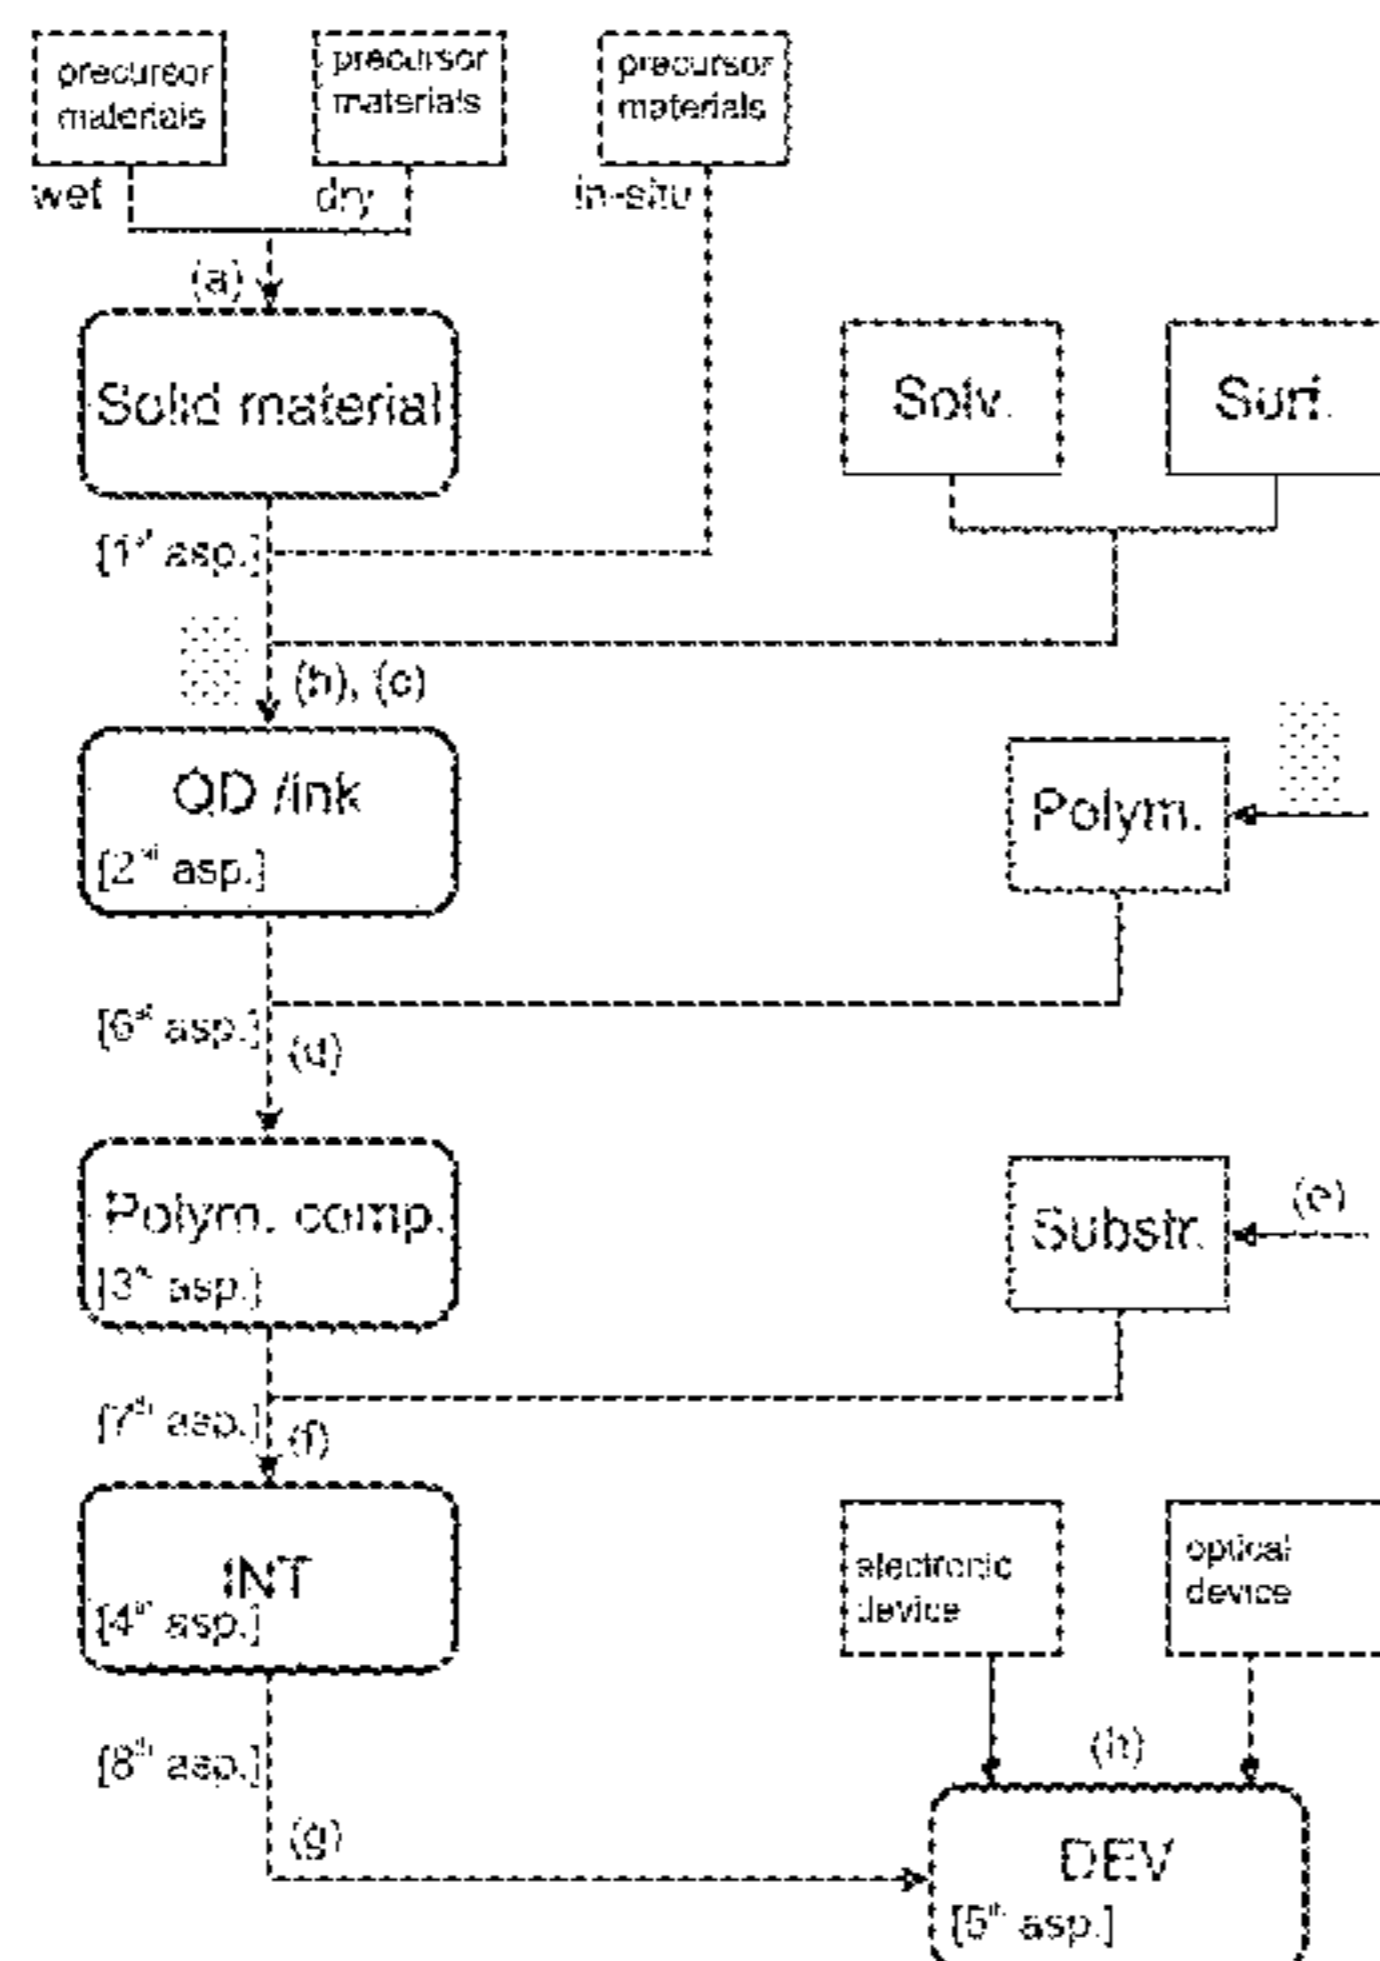 precursor
materials
precursor
materials
precursor
materials
wet
dry
in-situ
(a)
Solid material
Solv.
Surf.
[1st asp.]
(b), (c)
QD /ink
[2nd asp.]
Polym.
[6st asp.]
(d)
Polym. comp.
[3rd asp.]
Substr.
(e)
[7th asp.]
(f)
INT
[4th asp.]
electronic
device
optical
device
[8th asp.]
(h)
(g)
DEV
[5th asp.]